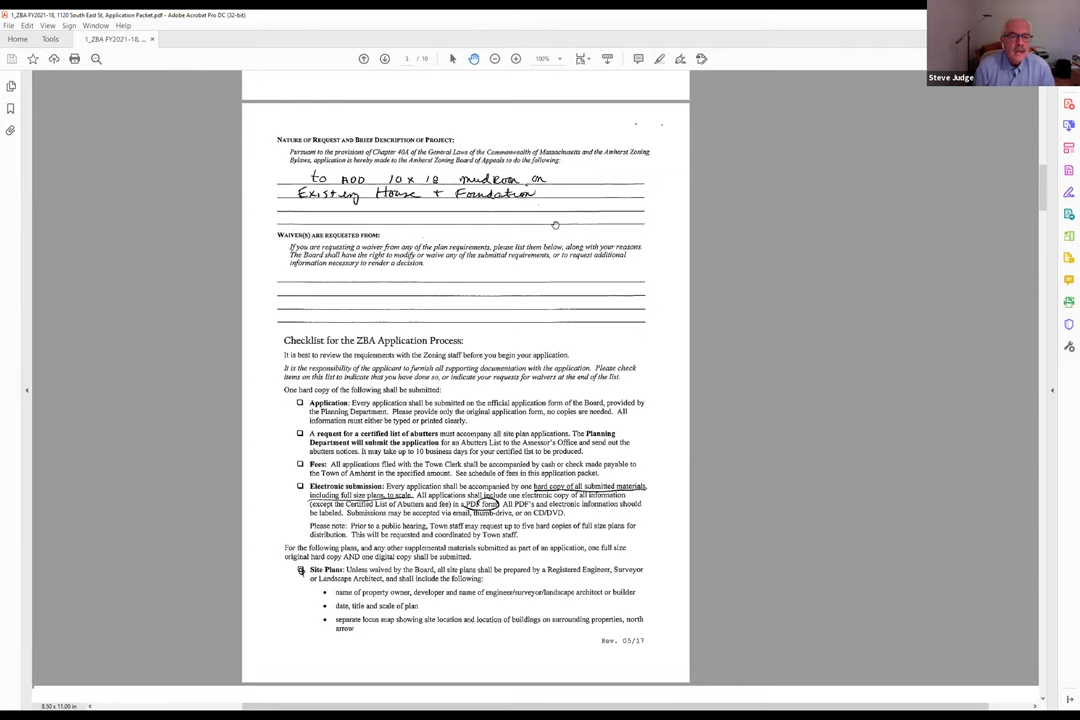 1_ZBA FY2021-18, 1120 South East St, Application Packet.pdf - Adobe Acrobat Pro DC (32-bit)
File Edit View Sign Window Help
Home Tools 1_ZBA FY2021-18, ... ×
3 / 10 100%
Steve Judge
NATURE OF REQUEST AND BRIEF DESCRIPTION OF PROJECT:
Pursuant to the provisions of Chapter 40A of the General Laws of the Commonwealth of Massachusetts and the Amherst Zoning
Bylaws, application is hereby made to the Amherst Zoning Board of Appeals to do the following:
to ADD 10 x 18 mudroom on
Existing House + Foundation
WAIVER(S) ARE REQUESTED FROM:
If you are requesting a waiver from any of the plan requirements, please list them below, along with your reasons.
The Board shall have the right to modify or waive any of the submittal requirements, or to request additional
information necessary to render a decision.
Checklist for the ZBA Application Process:
It is best to review the requirements with the Zoning staff before you begin your application.
It is the responsibility of the applicant to furnish all supporting documentation with the application. Please check
items on this list to indicate that you have done so, or indicate your requests for waivers at the end of the list.
One hard copy of the following shall be submitted:
Application: Every application shall be submitted on the official application form of the Board, provided by
the Planning Department. Please provide only the original application form, no copies are needed. All
information must either be typed or printed clearly.
A request for a certified list of abutters must accompany all site plan applications. The Planning
Department will submit the application for an Abutters List to the Assessor's Office and send out the
abutters notices. It may take up to 10 business days for your certified list to be produced.
Fees: All applications filed with the Town Clerk shall be accompanied by cash or check made payable to
the Town of Amherst in the specified amount. See schedule of fees in this application packet.
Electronic submission: Every application shall be accompanied by one hard copy of all submitted materials,
including full size plans, to scale. All applications shall include one electronic copy of all information
(except the Certified List of Abutters and fee) in a PDF form. All PDF's and electronic information should
be labeled. Submissions may be accepted via email, thumb-drive, or on CD/DVD.
Please note: Prior to a public hearing, Town staff may request up to five hard copies of full size plans for
distribution. This will be requested and coordinated by Town staff.
For the following plans, and any other supplemental materials submitted as part of an application, one full size
original hard copy AND one digital copy shall be submitted.
Site Plans: Unless waived by the Board, all site plans shall be prepared by a Registered Engineer, Surveyor
or Landscape Architect, and shall include the following:
• name of property owner, developer and name of engineer/surveyor/landscape architect or builder
• date, title and scale of plan
• separate locus map showing site location and location of buildings on surrounding properties, north
arrow
Rev. 05/17
8.50 x 11.00 in